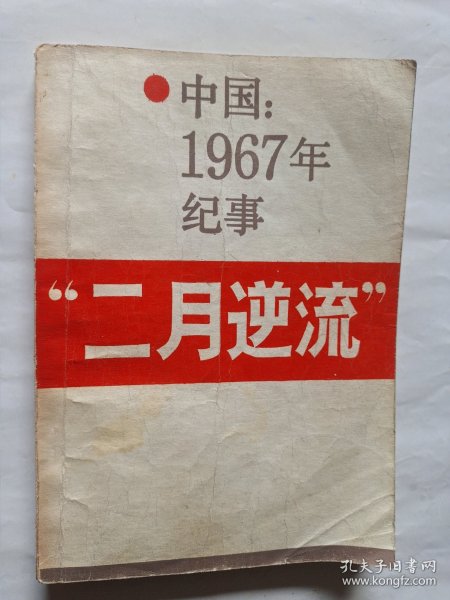 中国：
1967年
纪事
“二月逆流”
孔夫子旧书网
www.kongfz.com